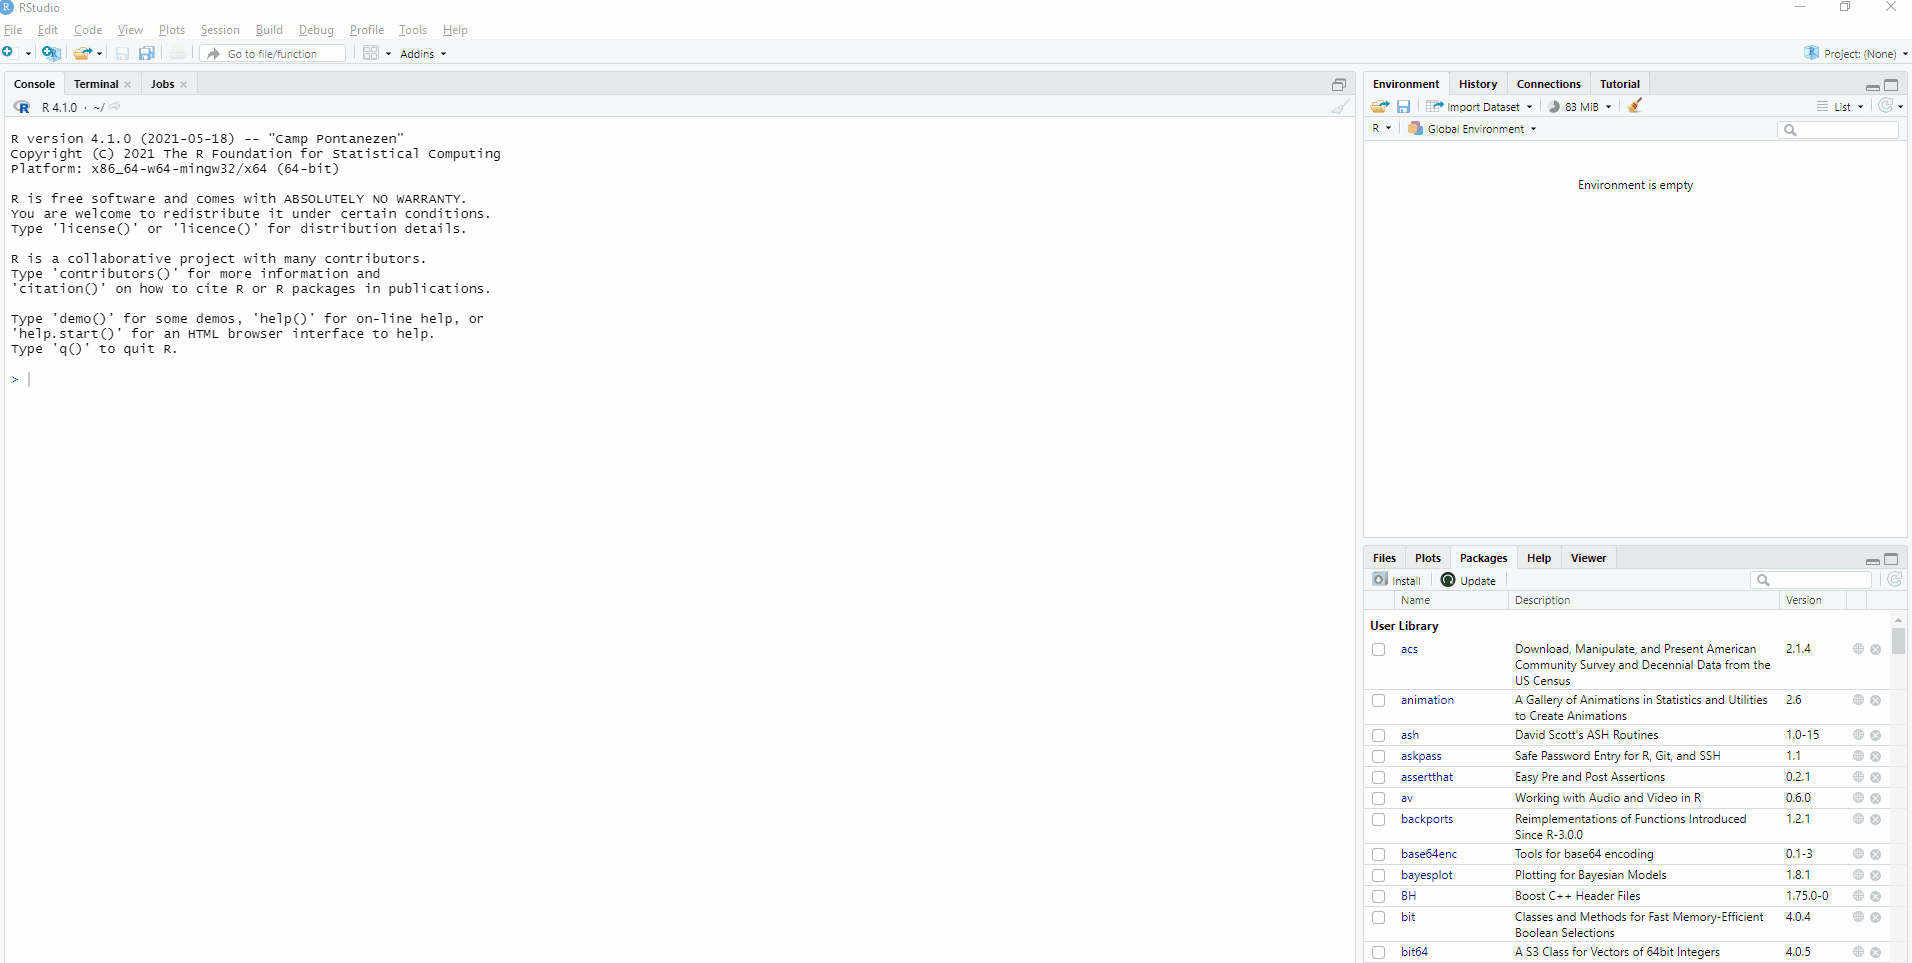 RStudio
File Edit Code View Plots Session Build Debug Profile Tools Help
Go to file/function Addins Project: (None)
Console Terminal Jobs
R 4.1.0 · ~/
R version 4.1.0 (2021-05-18) -- "Camp Pontanezen"
Copyright (C) 2021 The R Foundation for Statistical Computing
Platform: x86_64-w64-mingw32/x64 (64-bit)
R is free software and comes with ABSOLUTELY NO WARRANTY.
You are welcome to redistribute it under certain conditions.
Type 'license()' or 'licence()' for distribution details.
R is a collaborative project with many contributors.
Type 'contributors()' for more information and
'citation()' on how to cite R or R packages in publications.
Type 'demo()' for some demos, 'help()' for on-line help, or
'help.start()' for an HTML browser interface to help.
Type 'q()' to quit R.
>
Environment History Connections Tutorial
Import Dataset 83 MiB List
R Global Environment
Environment is empty
Files Plots Packages Help Viewer
Install Update
Name Description Version
User Library
acs Download, Manipulate, and Present American 2.1.4
Community Survey and Decennial Data from the
US Census
animation A Gallery of Animations in Statistics and Utilities 2.6
to Create Animations
ash David Scott's ASH Routines 1.0-15
askpass Safe Password Entry for R, Git, and SSH 1.1
assertthat Easy Pre and Post Assertions 0.2.1
av Working with Audio and Video in R 0.6.0
backports Reimplementations of Functions Introduced 1.2.1
Since R-3.0.0
base64enc Tools for base64 encoding 0.1-3
bayesplot Plotting for Bayesian Models 1.8.1
BH Boost C++ Header Files 1.75.0-0
bit Classes and Methods for Fast Memory-Efficient 4.0.4
Boolean Selections
bit64 A S3 Class for Vectors of 64bit Integers 4.0.5